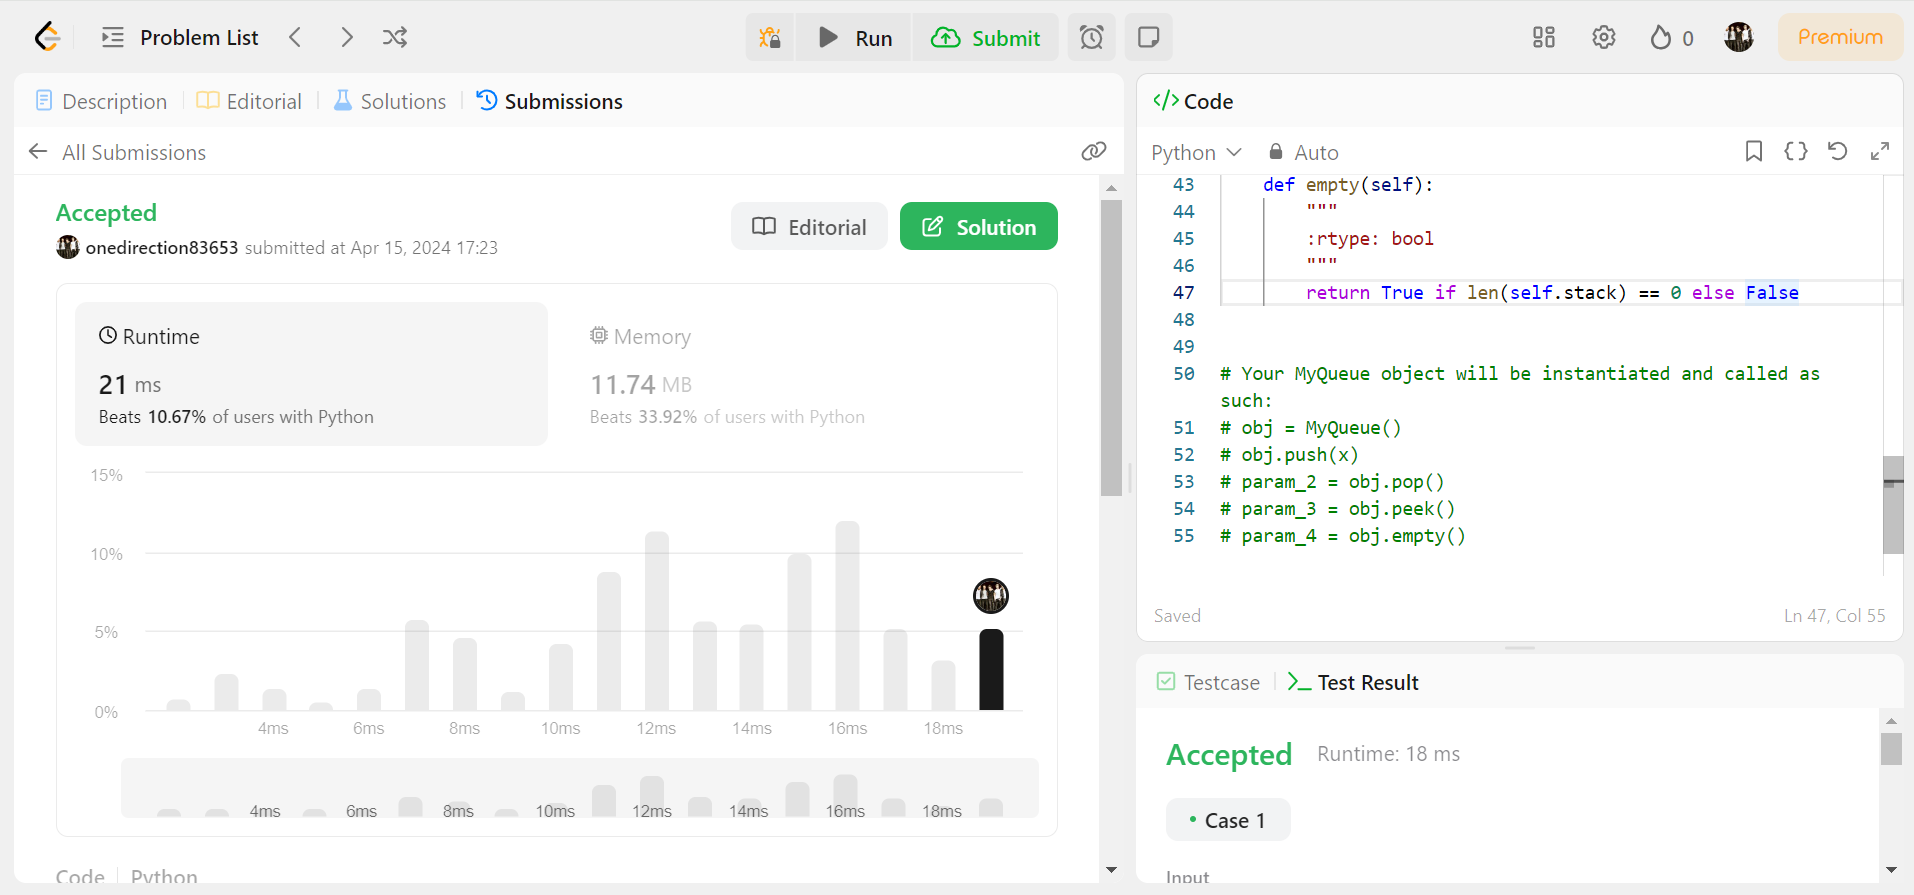 Problem List
Run
Submit
0
Premium
Description
Editorial
Solutions
Submissions
All Submissions
Accepted
onedirection83653 submitted at Apr 15, 2024 17:23
Editorial
Solution
Runtime
21 ms
Beats 10.67% of users with Python
Memory
11.74 MB
Beats 33.92% of users with Python
15%
10%
5%
0%
4ms 6ms 8ms 10ms 12ms 14ms 16ms 18ms
4ms 6ms 8ms 10ms 12ms 14ms 16ms 18ms
Code Python
Code
Python Auto
43 def empty(self):
44 """
45 :rtype: bool
46 """
47 return True if len(self.stack) == 0 else False
48
49
50 # Your MyQueue object will be instantiated and called as
such:
51 # obj = MyQueue()
52 # obj.push(x)
53 # param_2 = obj.pop()
54 # param_3 = obj.peek()
55 # param_4 = obj.empty()
Saved
Ln 47, Col 55
Testcase
Test Result
Accepted Runtime: 18 ms
Case 1
Input